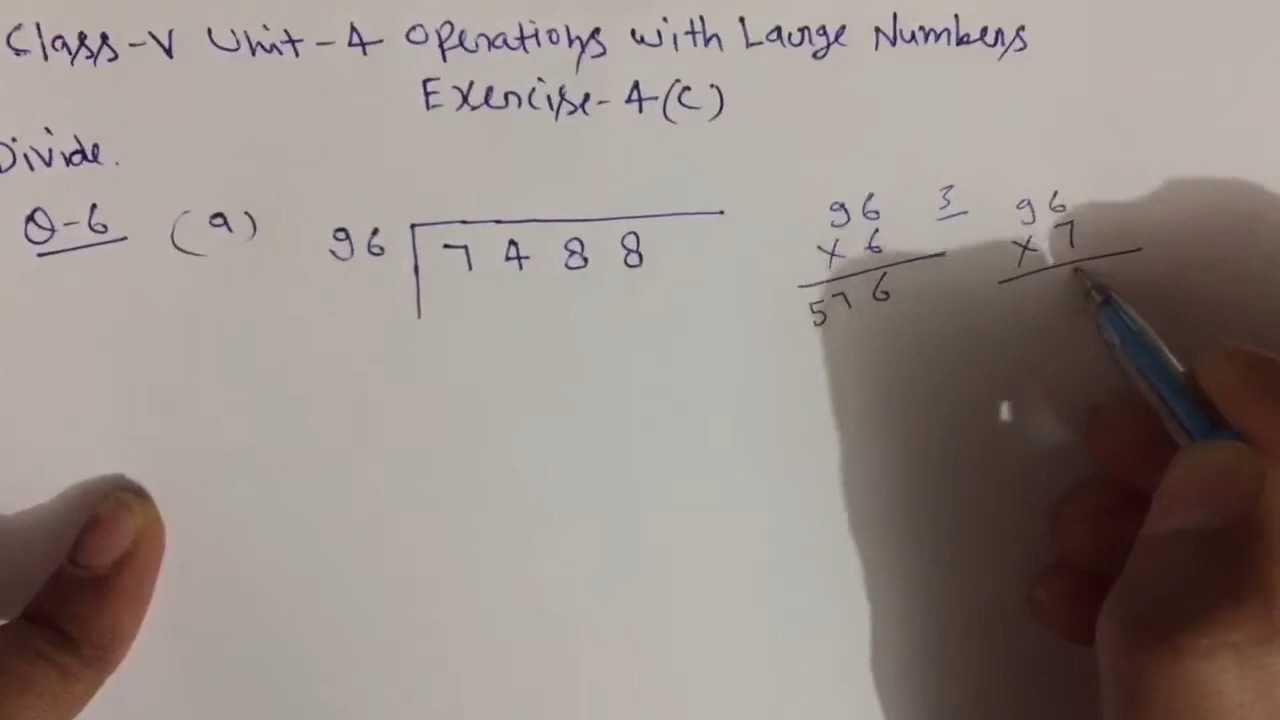 Class-V Unit-4 Operations with Large Numbers
Exercise-4(C)
Divide.
Q-6 (a) 96 7488
96 3 96
× 6 × 7
576